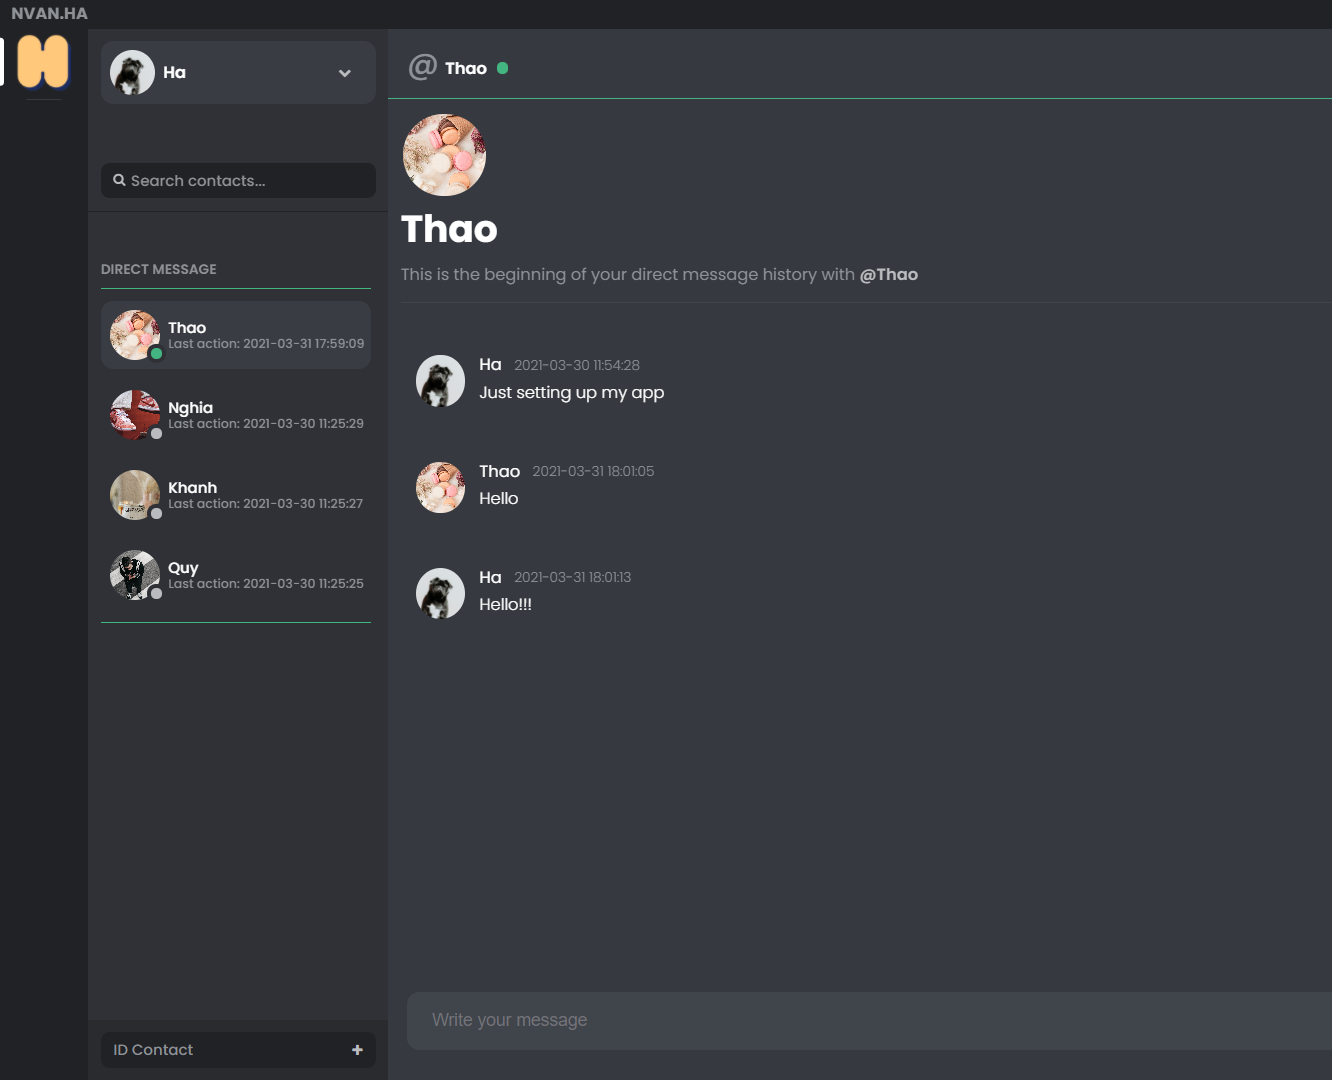 NVAN.HA
Ha
Search contacts...
DIRECT MESSAGE
Thao
Last action: 2021-03-31 17:59:09
Nghia
Last action: 2021-03-30 11:25:29
Khanh
Last action: 2021-03-30 11:25:27
Quy
Last action: 2021-03-30 11:25:25
ID Contact +
@ Thao
Thao
This is the beginning of your direct message history with @Thao
Ha 2021-03-30 11:54:28
Just setting up my app
Thao 2021-03-31 18:01:05
Hello
Ha 2021-03-31 18:01:13
Hello!!!
Write your message